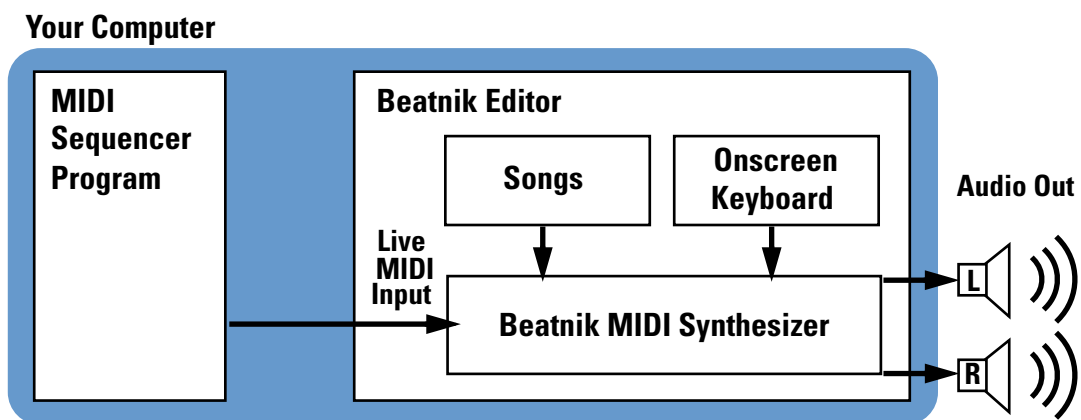 Your Computer
MIDI
Sequencer
Program
Beatnik Editor
Songs
Onscreen
Keyboard
Live
MIDI
Input
Beatnik MIDI Synthesizer
Audio Out
L
R